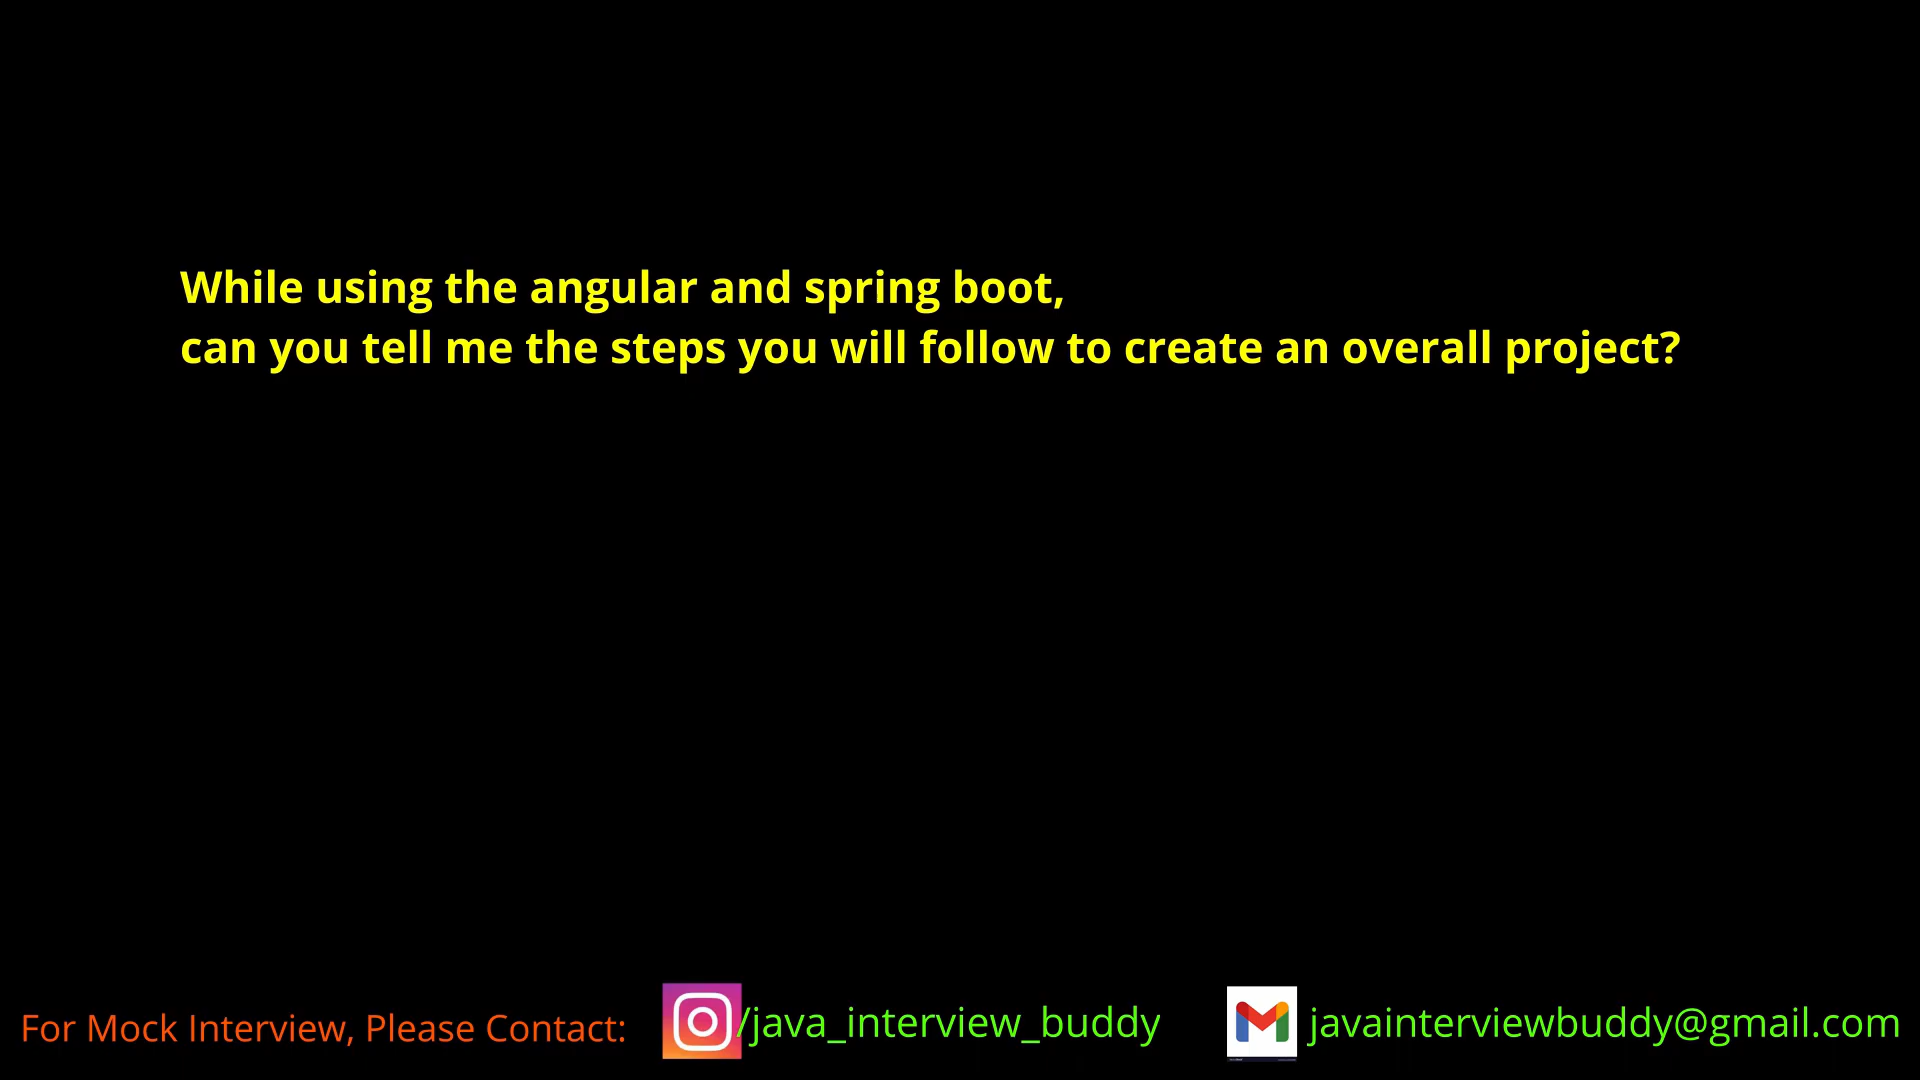 While using the angular and spring boot,
can you tell me the steps you will follow to create an overall project?
For Mock Interview, Please Contact: /java_interview_buddy javainterviewbuddy@gmail.com